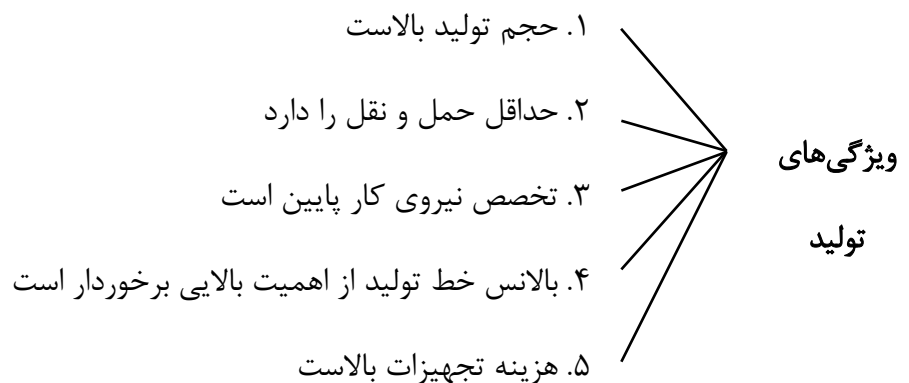 ویژگی‌های
تولید
۱. حجم تولید بالاست
۲. حداقل حمل و نقل را دارد
۳. تخصص نیروی کار پایین است
۴. بالانس خط تولید از اهمیت بالایی برخوردار است
۵. هزینه تجهیزات بالاست